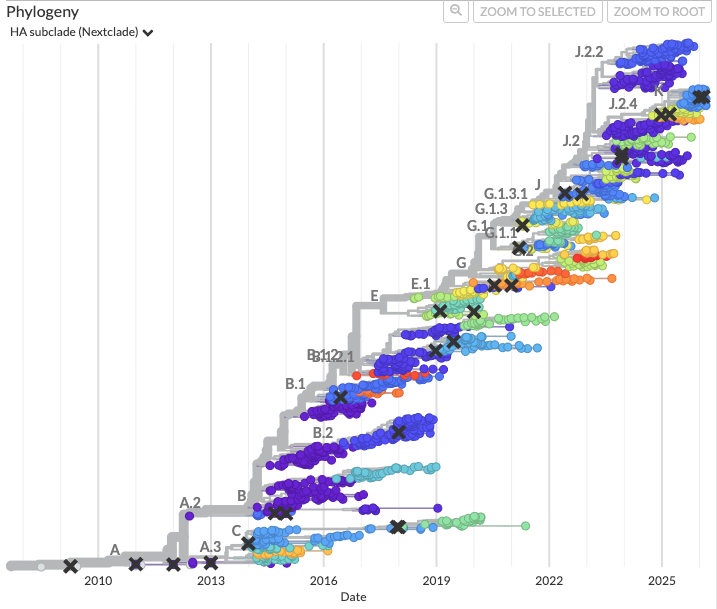 Phylogeny
ZOOM TO SELECTED
ZOOM TO ROOT
HA subclade (Nextclade)
J.2.2
K
J.2.4
J.2
J
G.1.3.1
G.1.3
G.1
G.1.1
G
E.1
E
B.1
B.2
A.2
B
C
A
A.3
2010
2013
2016
2019
2022
2025
Date